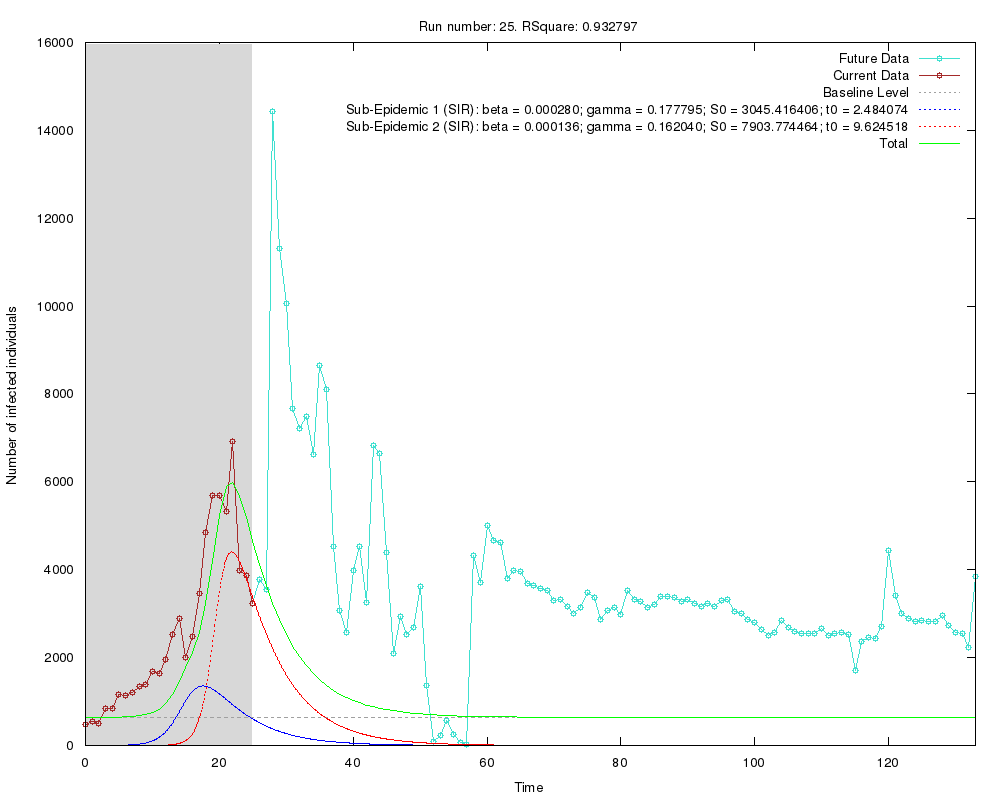 Run number: 25. RSquare: 0.932797
16000
14000
12000
10000
8000
6000
4000
2000
0
Number of infected individuals
Future Data
Current Data
Baseline Level
Sub-Epidemic 1 (SIR): beta = 0.000280; gamma = 0.177795; S0 = 3045.416406; t0 = 2.484074
Sub-Epidemic 2 (SIR): beta = 0.000136; gamma = 0.162040; S0 = 7903.774464; t0 = 9.624518
Total
0 20 40 60 80 100 120
Time